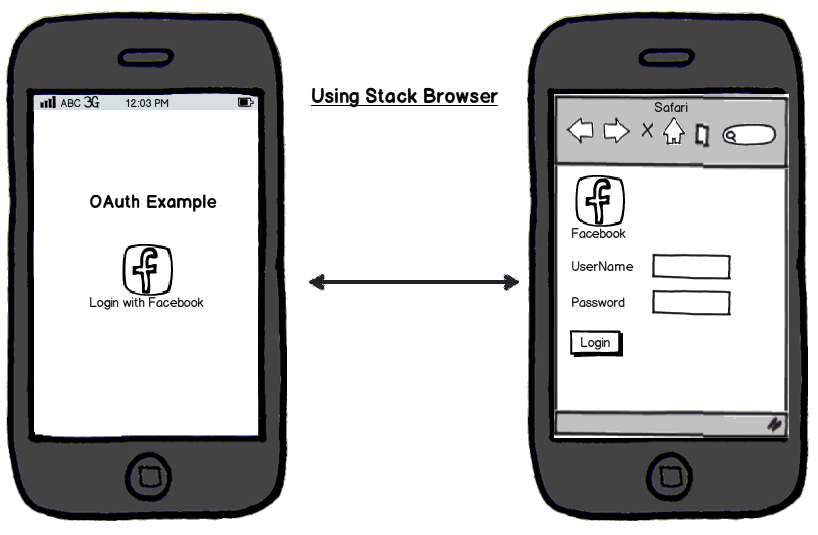 ABC 3G 12:03 PM
OAuth Example
Login with Facebook
Using Stack Browser
Safari
Facebook
UserName
Password
Login